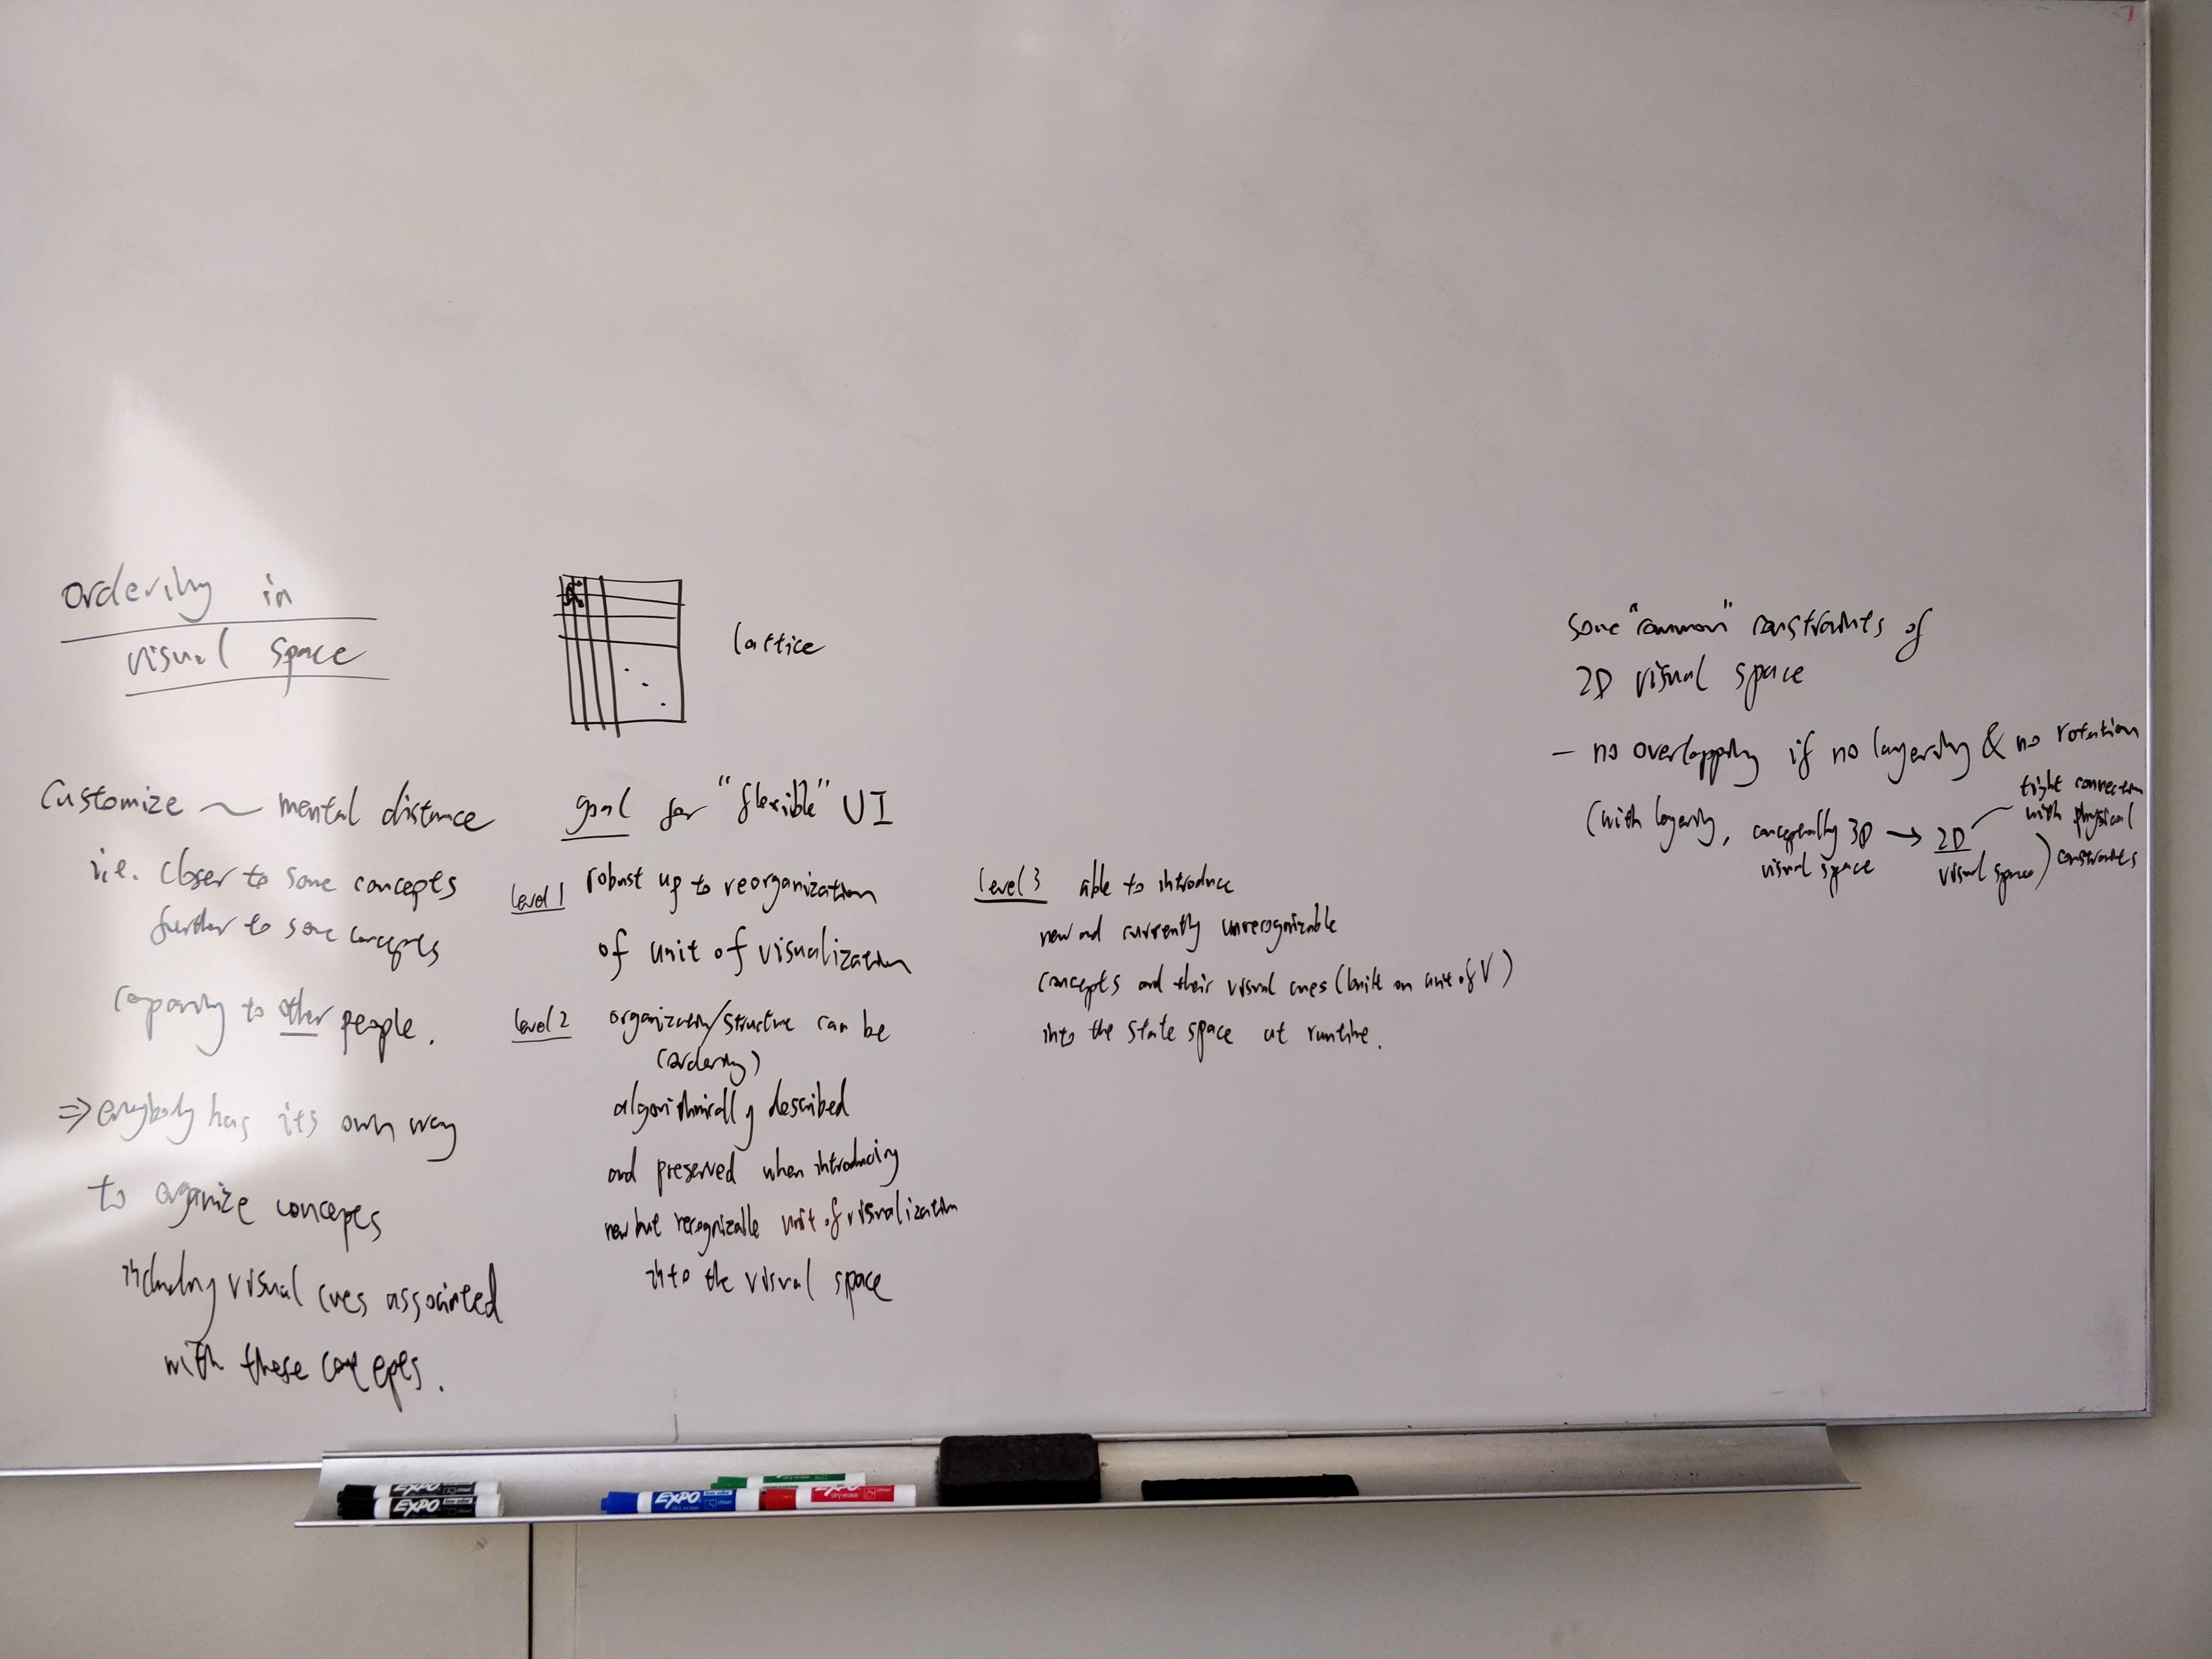 ordering in
visual space
customize ~ mental distance
i.e. closer to some concepts
further to some concepts
comparing to other people.
⇒ everybody has its own way
to organize concepts
including visual cues associated
with these concepts.
lattice
goal for "flexible" UI
level 1 robust up to reorganization
of unit of visualization
level 2 organization/structure can be
(ordering)
algorithmically described
and preserved when introducing
new but recognizable unit of visualization
into the visual space
level 3 able to introduce
new and currently unrecognizable
concepts and their visual cues (built on unit of V)
into the state space at runtime.
some "common" constraints of
2D visual space
- no overlapping if no layering & no rotation
(with layering, conceptually 3D → 2D
visual space visual space)
tight connection
with physical
constraints
EXPO
EXPO
EXPO
EXPO